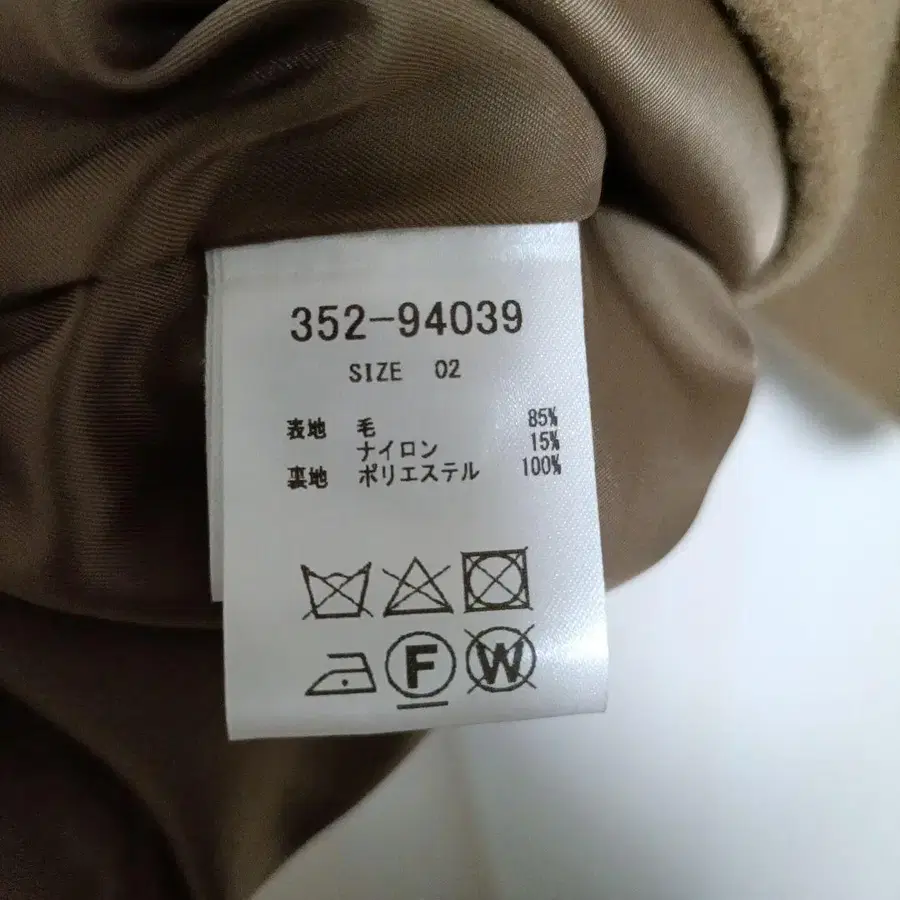 352-94039
SIZE 02
表地 毛 85%
ナイロン 15%
裏地 ポリエステル 100%
F W